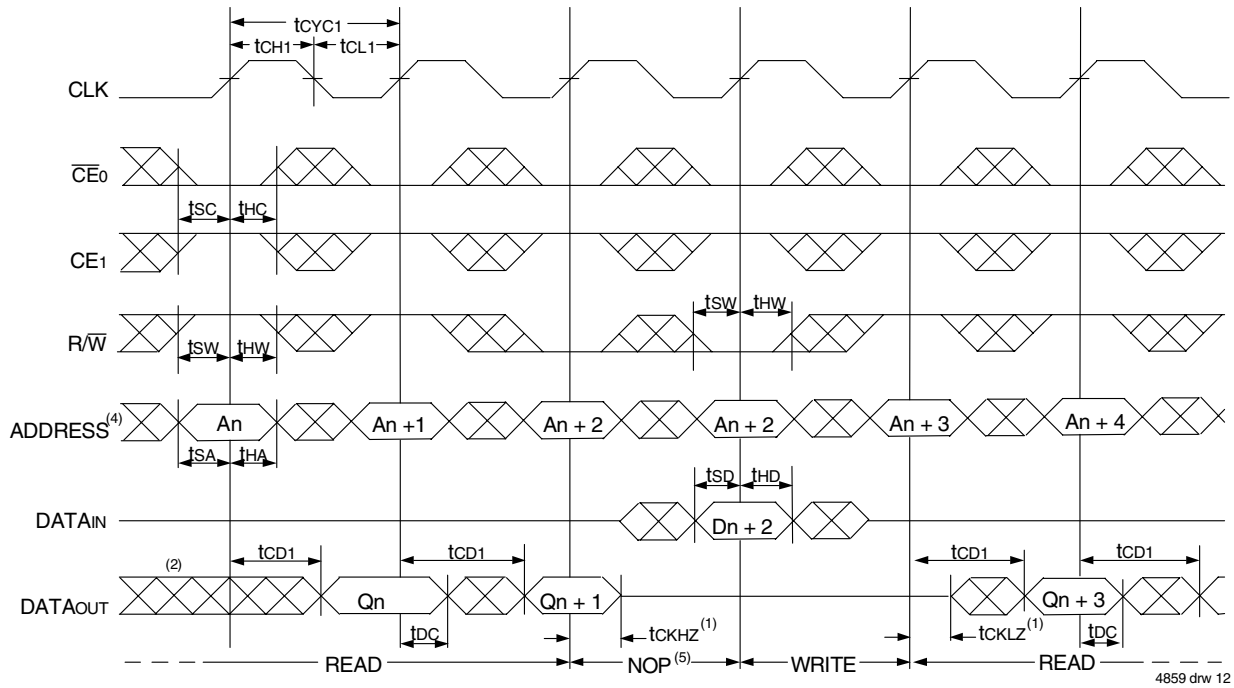 tCYC1
tCH1 tCL1
CLK
CE0
tSC tHC
CE1
tSW tHW
R/W
tSW tHW
ADDRESS(4) An An +1 An + 2 An + 2 An + 3 An + 4
tSA tHA
tSD tHD
DATAIN Dn + 2
(2) tCD1 tCD1 tCD1 tCD1
DATAOUT Qn Qn + 1 Qn + 3
tDC tCKHZ(1) tCKLZ(1) tDC
READ NOP(5) WRITE READ
4859 drw 12